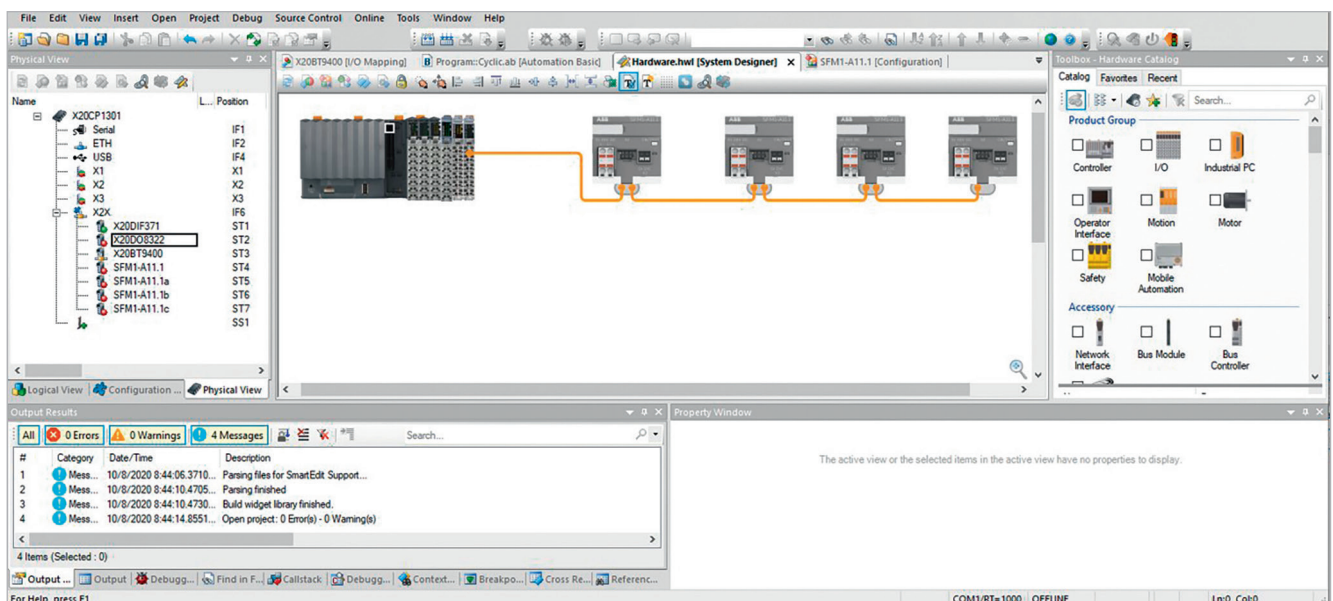 File Edit View Insert Open Project Debug Source Control Online Tools Window Help
Physical View
X20BT9400 [I/O Mapping] Program::Cyclic.ab [Automation Basic] Hardware.hwl [System Designer] X SFM1-A11.1 [Configuration]
Toolbox - Hardware Catalog
Name L... Position
X20CP1301
Serial IF1
ETH IF2
USB IF4
X1 X1
X2 X2
X3 X3
X2X IF6
X20DIF371 ST1
X20DO8322 ST2
X20BT9400 ST3
SFM1-A11.1 ST4
SFM1-A11.1a ST5
SFM1-A11.1b ST6
SFM1-A11.1c ST7
SS1
Logical View Configuration ... Physical View
ABB ABB ABB ABB
Catalog Favorites Recent
Search...
Product Group
Controller I/O Industrial PC
Operator Interface Motion Motor
Safety Mobile Automation
Accessory
Network Interface Bus Module Bus Controller
Output Results
All 0 Errors 0 Warnings 4 Messages Search...
# Category Date/Time Description
1 Mess... 10/8/2020 8:44:06.3710... Parsing files for SmartEdit Support...
2 Mess... 10/8/2020 8:44:10.4705... Parsing finished
3 Mess... 10/8/2020 8:44:10.4730... Build widget library finished.
4 Mess... 10/8/2020 8:44:14.8551... Open project: 0 Error(s) - 0 Warning(s)
4 Items (Selected : 0)
Output ... Output Debugg... Find in F... Callstack Debugg... Context... Breakpo... Cross Re... Referenc...
Property Window
The active view or the selected items in the active view have no properties to display.
For Help, press F1 COM1/RT=1000 OFFLINE Ln:0, Col:0